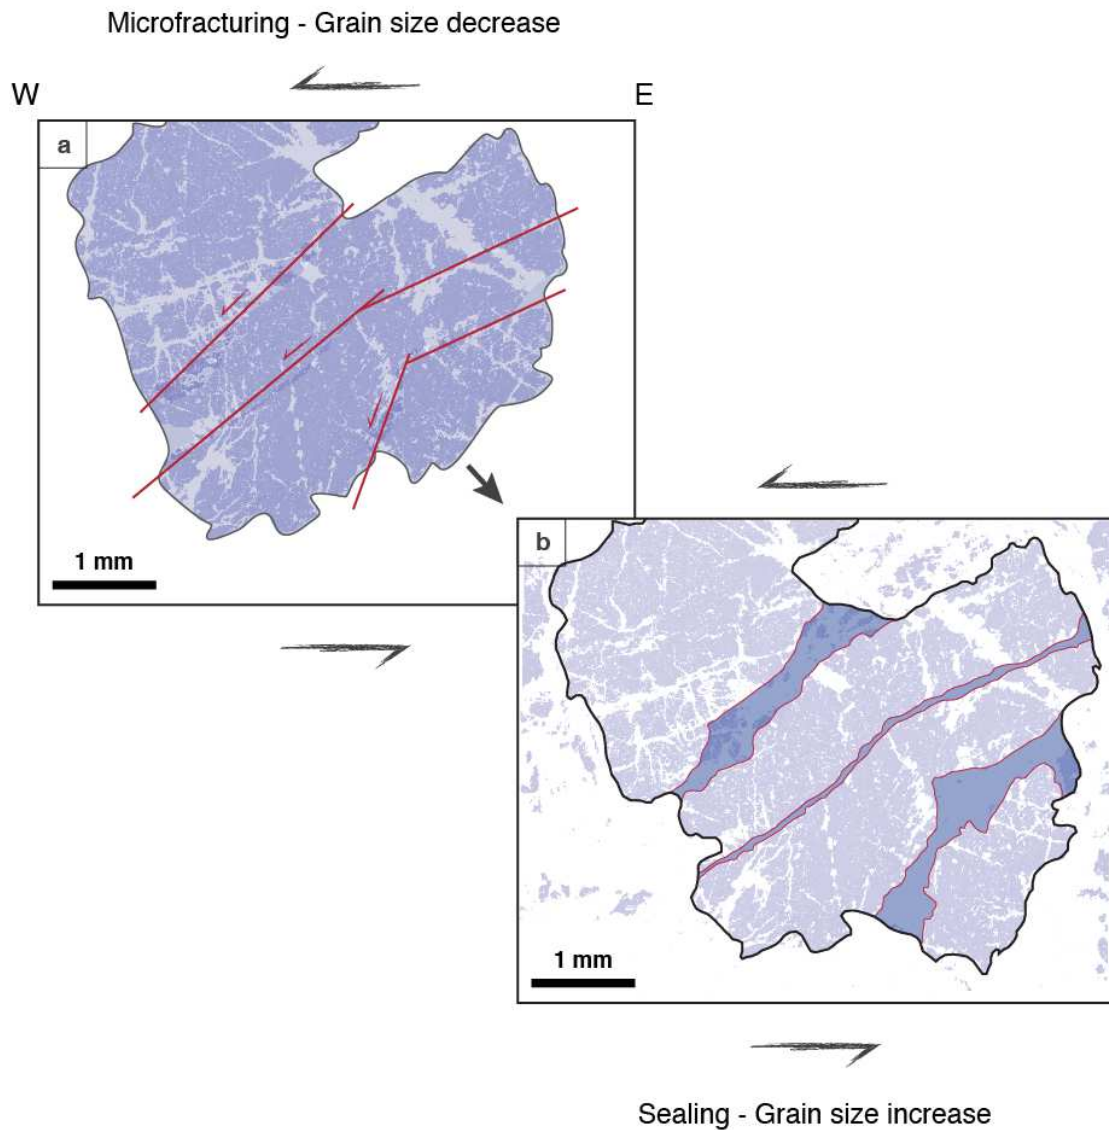 Microfracturing - Grain size decrease
W
E
a
1 mm
b
1 mm
Sealing - Grain size increase